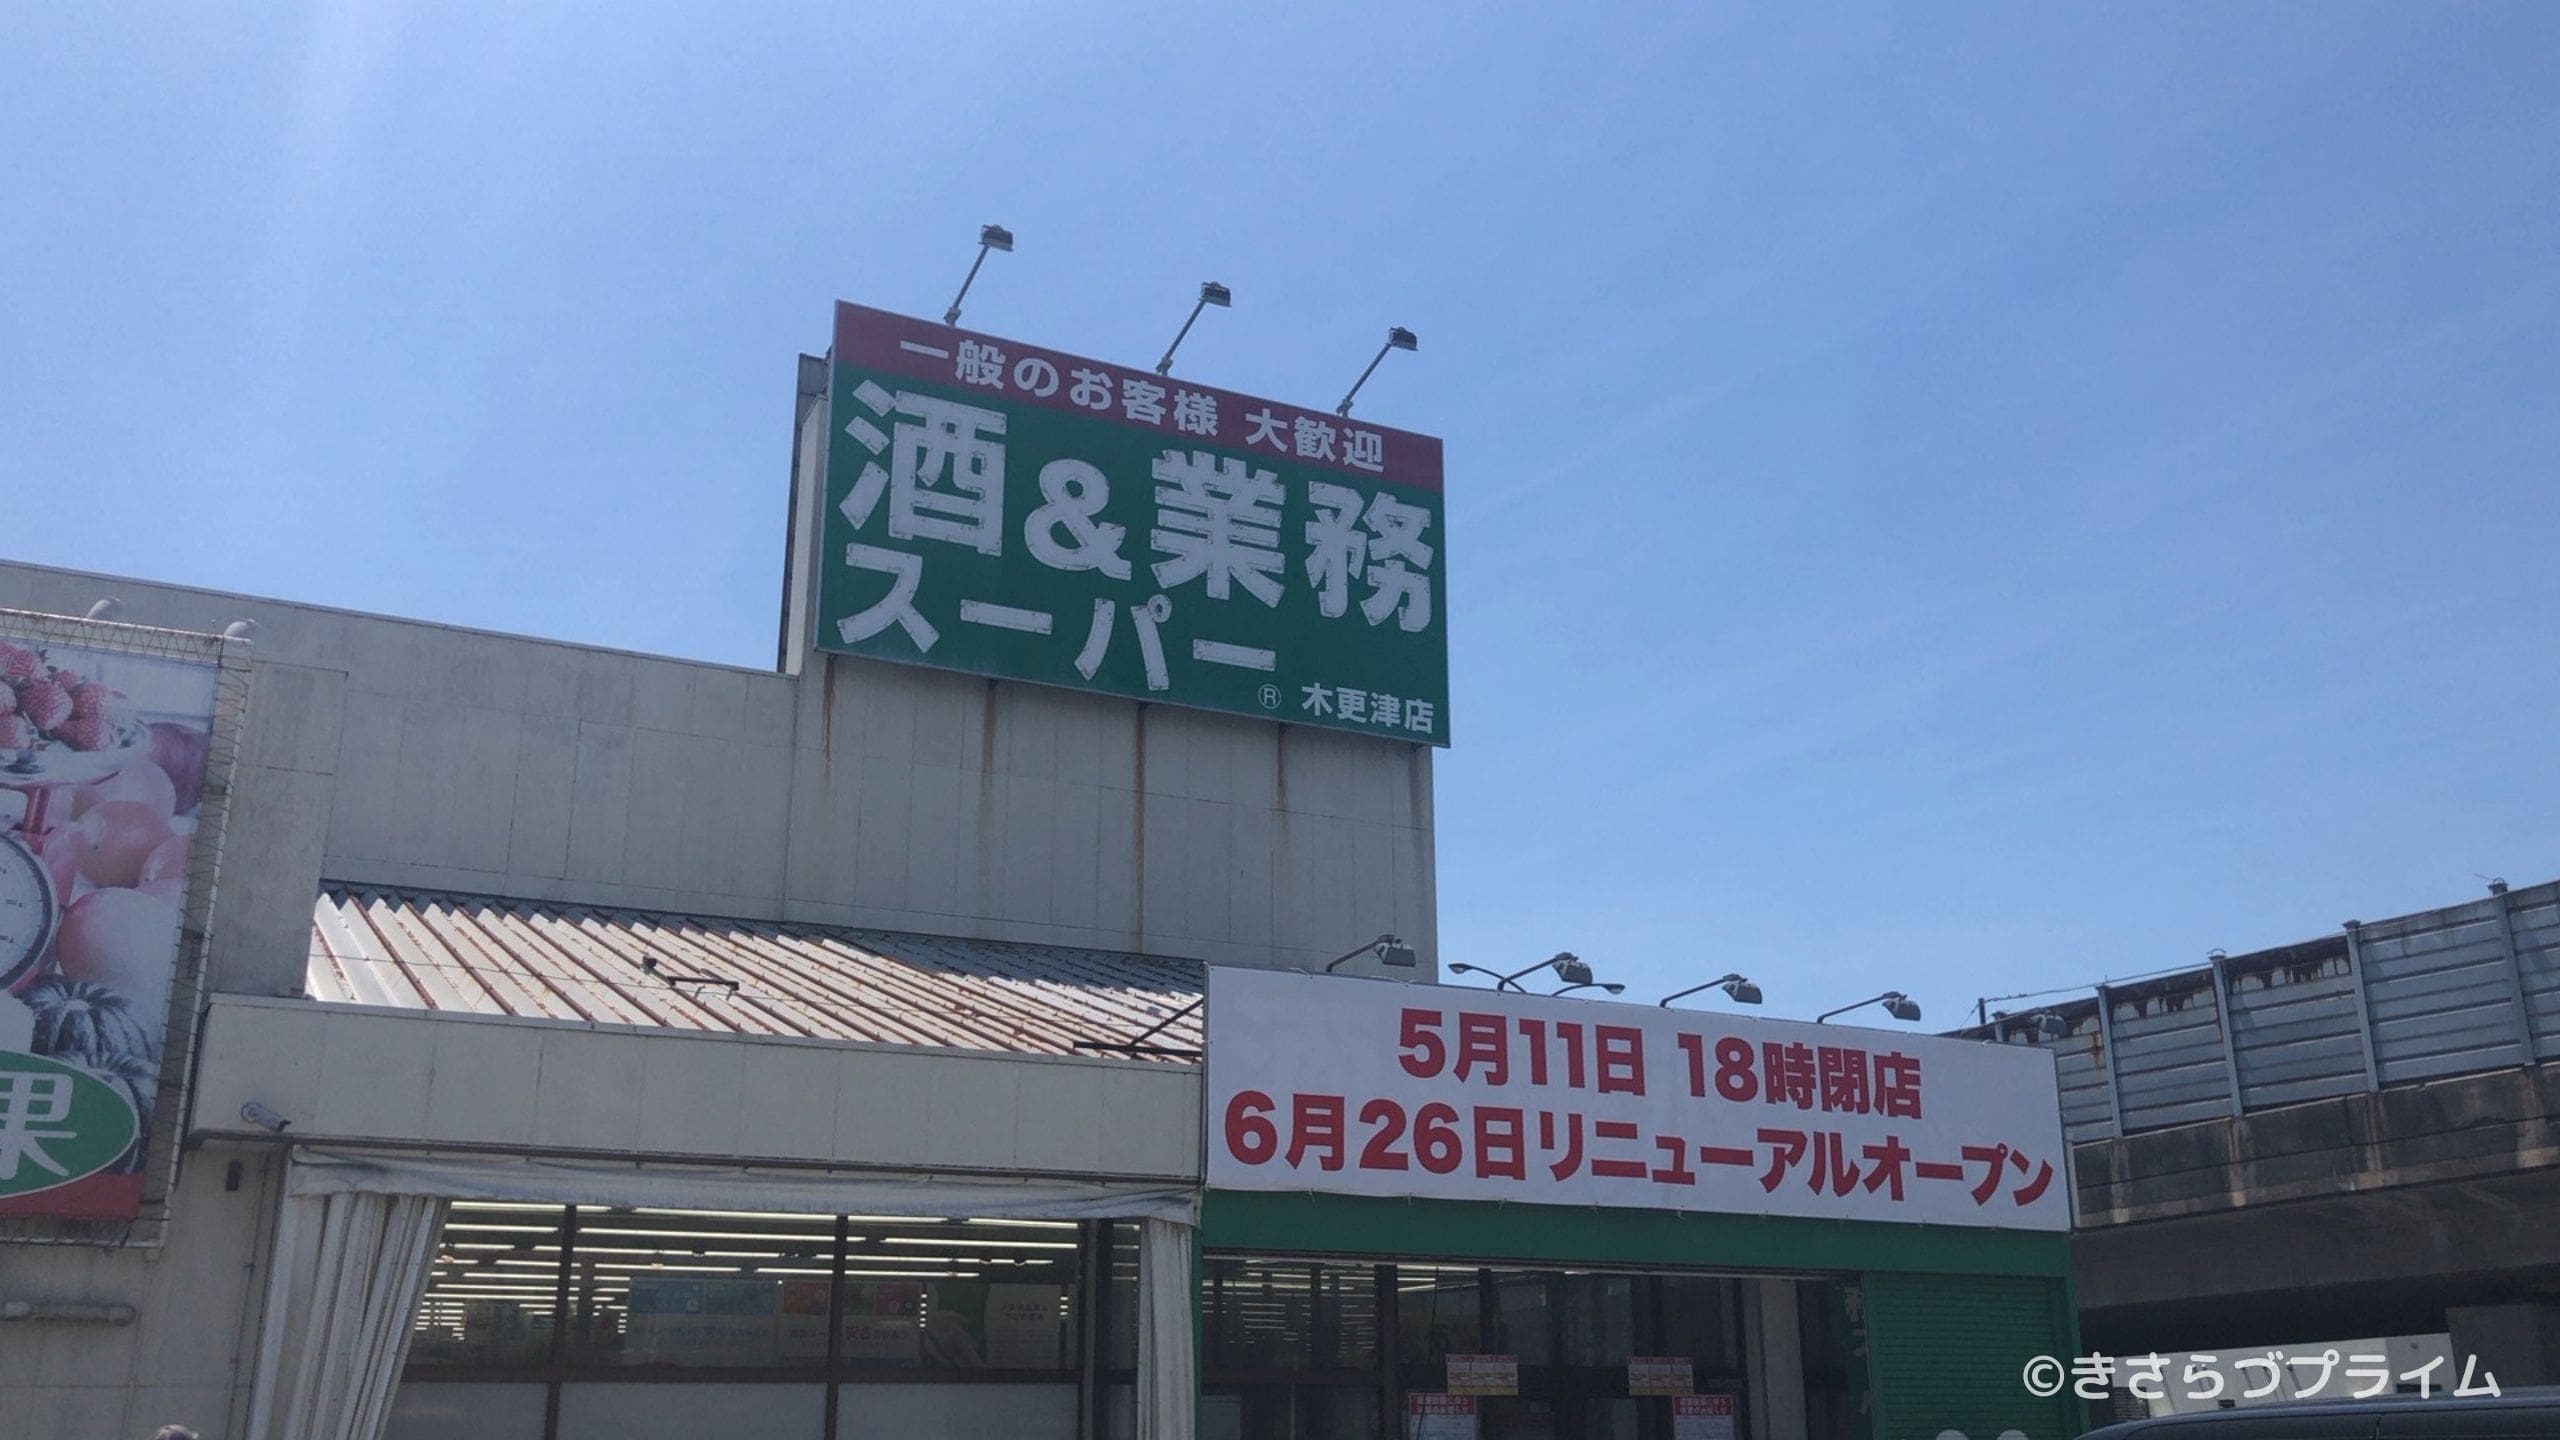 一般のお客様 大歓迎
酒&業務
スーパー
® 木更津店
5月11日 18時閉店
6月26日リニューアルオープン
果
©きさらづプライム